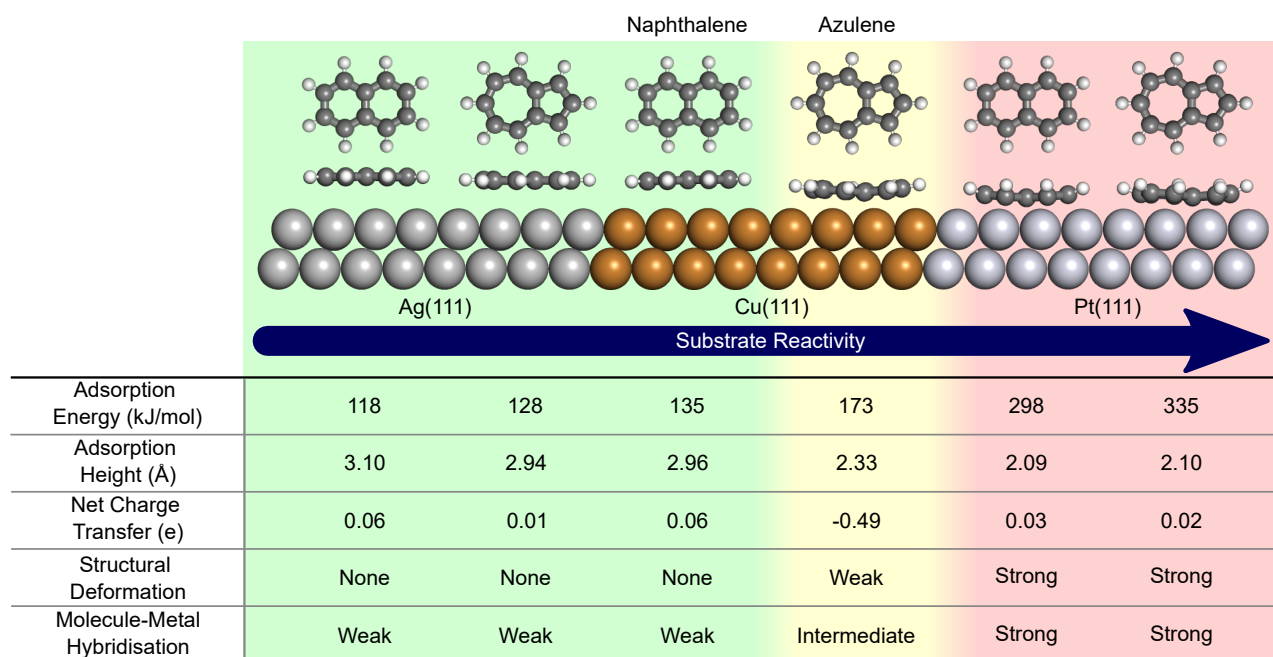 Naphthalene Azulene
Ag(111) Cu(111) Pt(111)
Substrate Reactivity
Adsorption
Energy (kJ/mol) 118 128 135 173 298 335
Adsorption
Height (Å) 3.10 2.94 2.96 2.33 2.09 2.10
Net Charge
Transfer (e) 0.06 0.01 0.06 -0.49 0.03 0.02
Structural
Deformation None None None Weak Strong Strong
Molecule-Metal
Hybridisation Weak Weak Weak Intermediate Strong Strong